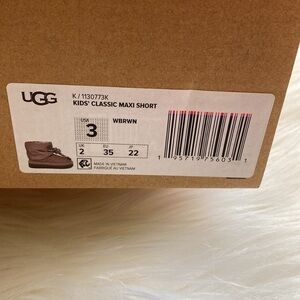 UGG
K / 1130773K
KIDS' CLASSIC MAXI SHORT
USA
3
WBRWN
UK EU JP
2 35 22
MADE IN VIETNAM
FABRIQUÉ AU VIETNAM
1 95719 75603 1